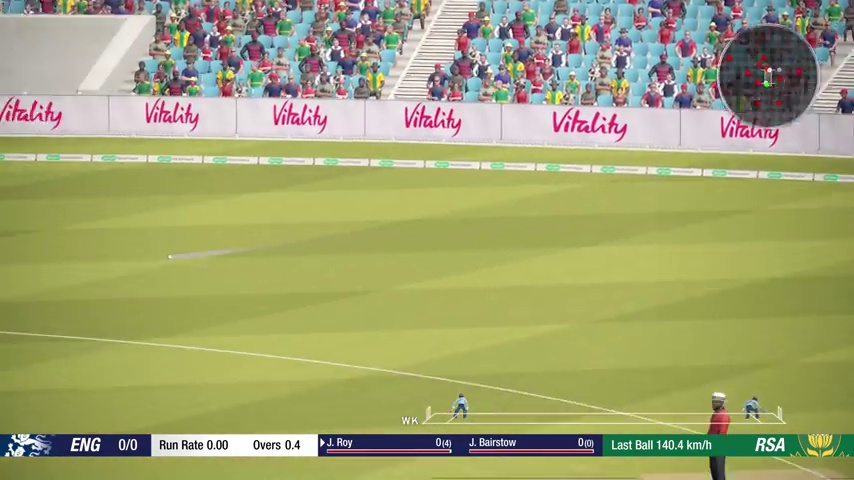 Vitality Vitality Vitality Vitality Vitality Vitality
WK
ENG 0/0 Run Rate 0.00 Overs 0.4 J. Roy 0(4) J. Bairstow 0(0) Last Ball 140.4 km/h RSA